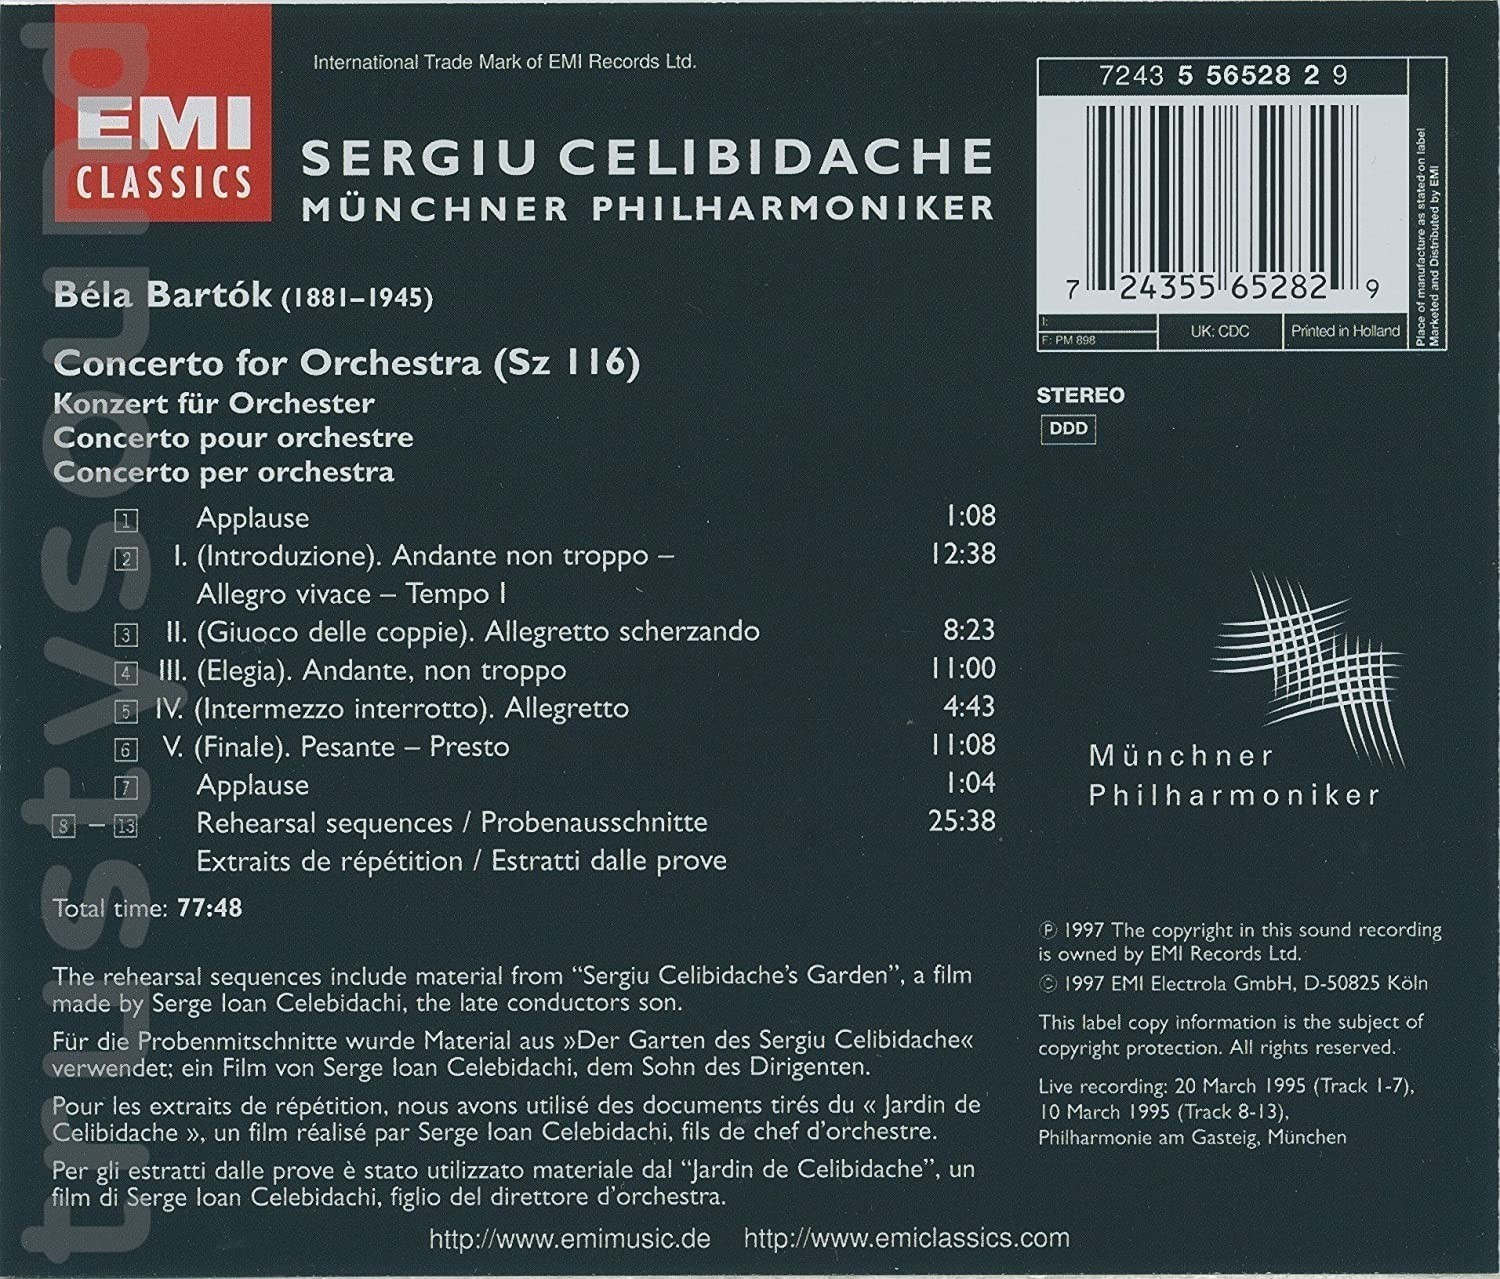 International Trade Mark of EMI Records Ltd.
EMI
CLASSICS
SERGIU CELIBIDACHE
MÜNCHNER PHILHARMONIKER
7243 5 56528 2 9
7 24355 65282 9
I:
F: PM 898
UK: CDC
Printed in Holland
Place of manufacture as stated on label
Marketed and Distributed by EMI
STEREO
DDD
Béla Bartók (1881–1945)
Concerto for Orchestra (Sz 116)
Konzert für Orchester
Concerto pour orchestre
Concerto per orchestra
1 Applause 1:08
2 I. (Introduzione). Andante non troppo – 12:38
Allegro vivace – Tempo I
3 II. (Giuoco delle coppie). Allegretto scherzando 8:23
4 III. (Elegia). Andante, non troppo 11:00
5 IV. (Intermezzo interrotto). Allegretto 4:43
6 V. (Finale). Pesante – Presto 11:08
7 Applause 1:04
8 – 13 Rehearsal sequences / Probenausschnitte 25:38
Extraits de répétition / Estratti dalle prove
Total time: 77:48
Münchner
Philharmoniker
The rehearsal sequences include material from “Sergiu Celibidache’s Garden”, a film
made by Serge Ioan Celebidachi, the late conductors son.
Für die Probenmitschnitte wurde Material aus »Der Garten des Sergiu Celibidache«
verwendet; ein Film von Serge Ioan Celebidachi, dem Sohn des Dirigenten.
Pour les extraits de répétition, nous avons utilisé des documents tirés du « Jardin de
Celibidache », un film réalisé par Serge Ioan Celebidachi, fils de chef d’orchestre.
Per gli estratti dalle prove è stato utilizzato materiale dal “Jardin de Celibidache”, un
film di Serge Ioan Celebidachi, figlio del direttore d’orchestra.
℗ 1997 The copyright in this sound recording
is owned by EMI Records Ltd.
© 1997 EMI Electrola GmbH, D-50825 Köln
This label copy information is the subject of
copyright protection. All rights reserved.
Live recording: 20 March 1995 (Track 1-7),
10 March 1995 (Track 8-13),
Philharmonie am Gasteig, München
http://www.emimusic.de http://www.emiclassics.com
trustysound